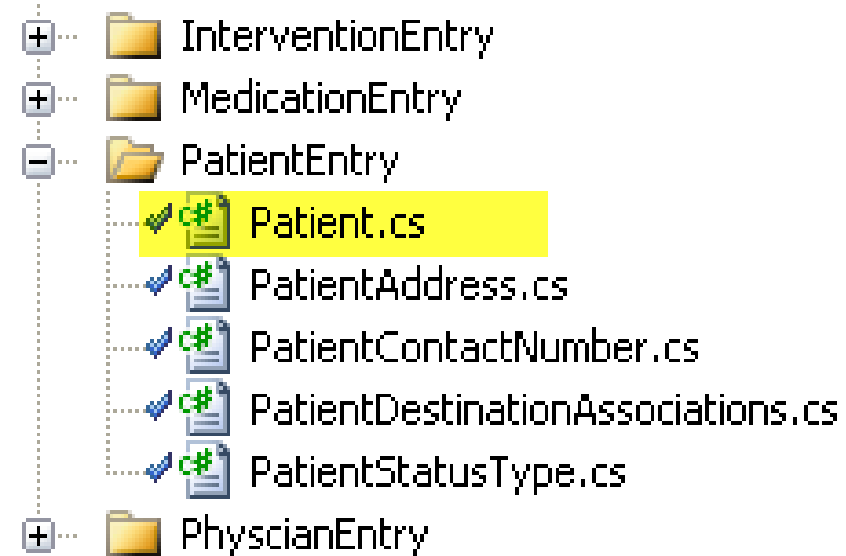 InterventionEntry
MedicationEntry
PatientEntry
C# Patient.cs
C# PatientAddress.cs
C# PatientContactNumber.cs
C# PatientDestinationAssociations.cs
C# PatientStatusType.cs
PhyscianEntry